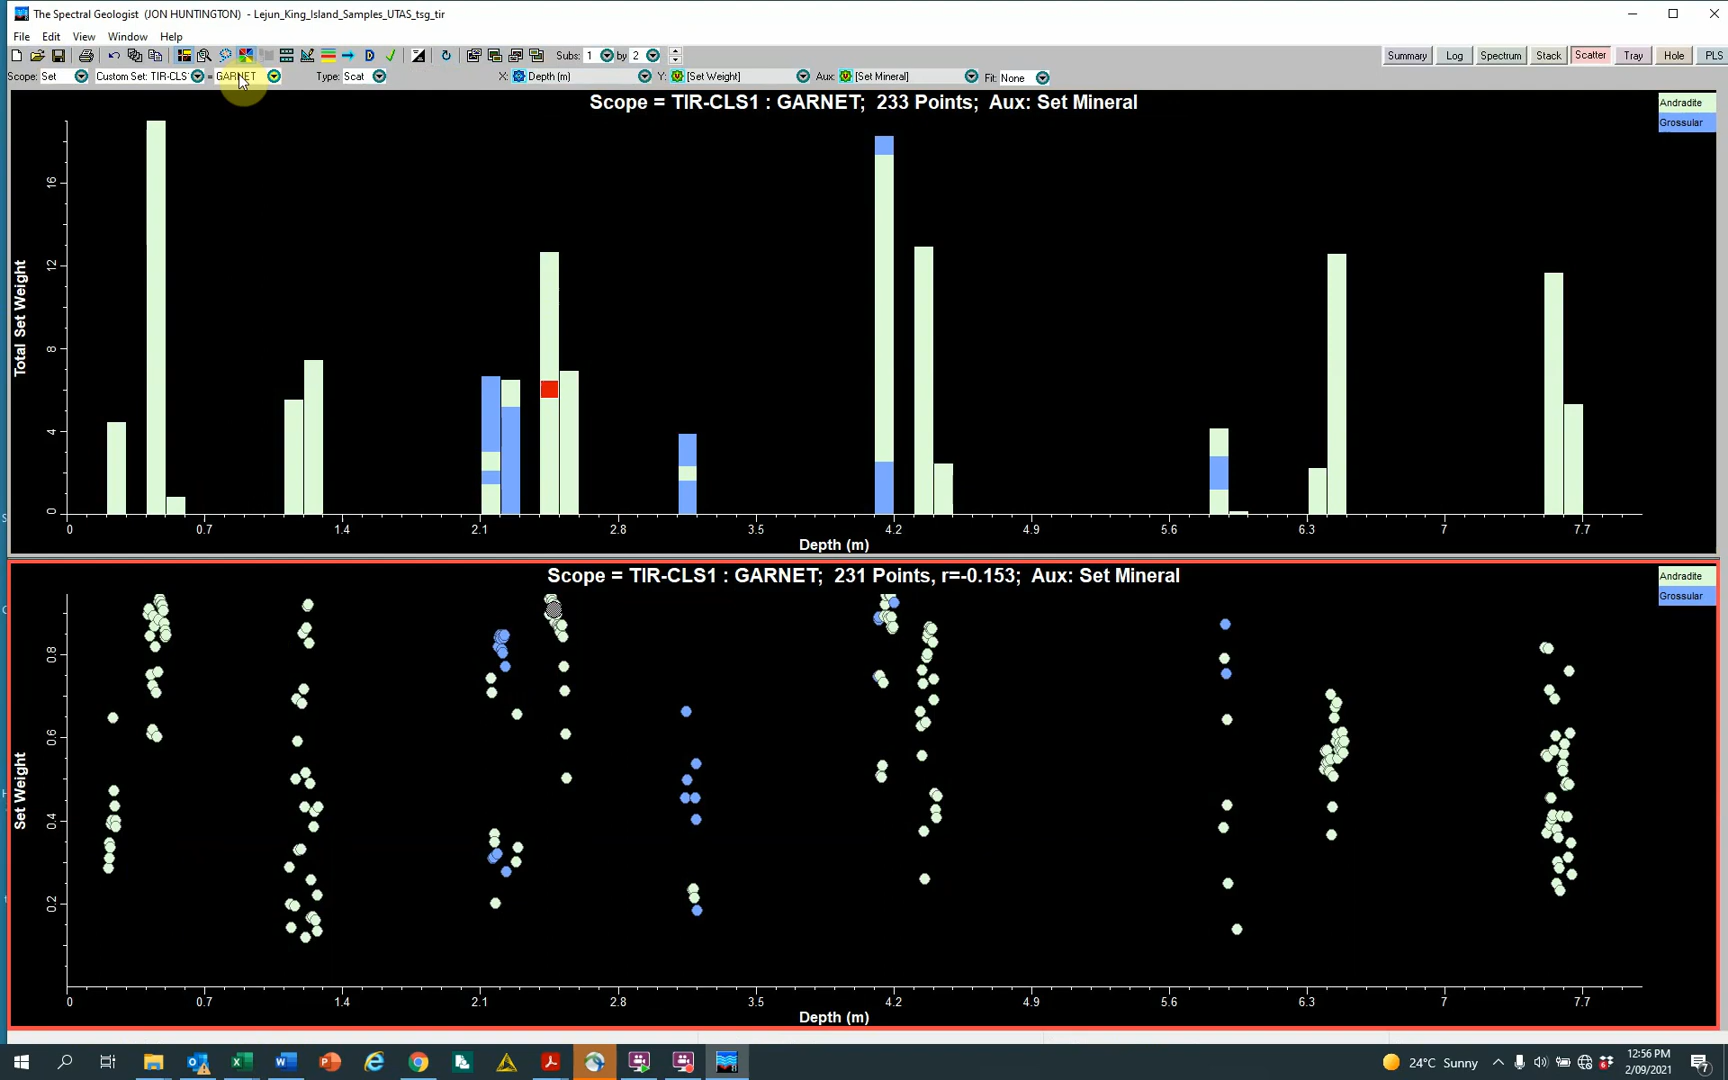 The Spectral Geologist (JON HUNTINGTON) - Lejun_King_Island_Samples_UTAS_tsg_tir
File Edit View Window Help
Subs: 1 by 2
Summary Log Spectrum Stack Scatter Tray Hole PLS
Scope: Set Custom Set: TIR-CLS = GARNET Type: Scat X: Depth (m) Y: [Set Weight] Aux: [Set Mineral] Fit: None
Scope = TIR-CLS1 : GARNET; 233 Points; Aux: Set Mineral
Andradite
Grossular
Total Set Weight
16
12
8
4
0
0 0.7 1.4 2.1 2.8 3.5 4.2 4.9 5.6 6.3 7 7.7
Depth (m)
Scope = TIR-CLS1 : GARNET; 231 Points, r=-0.153; Aux: Set Mineral
Andradite
Grossular
Set Weight
0.8
0.6
0.4
0.2
0 0.7 1.4 2.1 2.8 3.5 4.2 4.9 5.6 6.3 7 7.7
Depth (m)
24°C Sunny
12:56 PM
2/09/2021
7